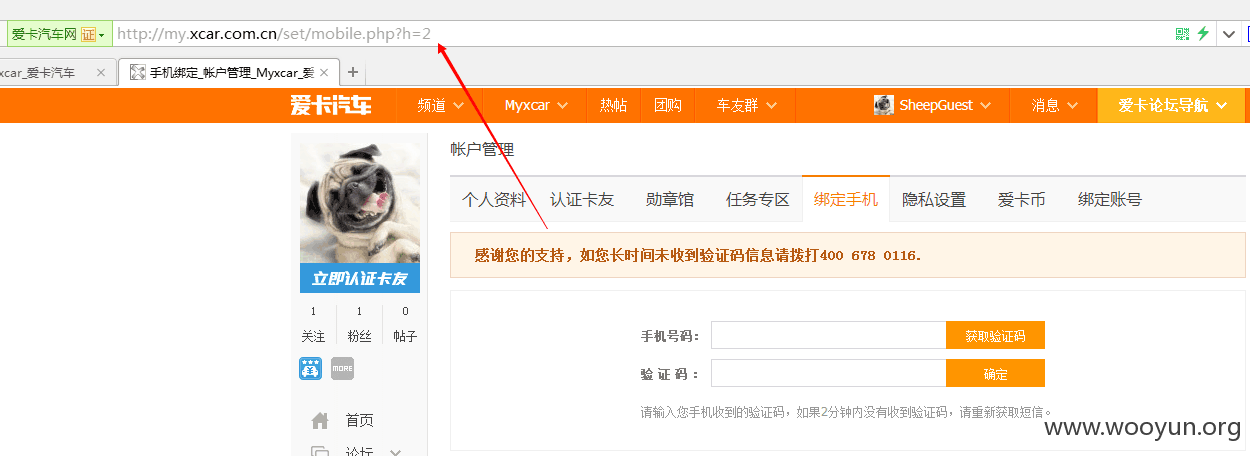 爱卡汽车网 证 http://my.xcar.com.cn/set/mobile.php?h=2
xcar_爱卡汽车 × 手机绑定_帐户管理_Myxcar_爱 × +
爱卡汽车 频道 Myxcar 热帖 团购 车友群 SheepGuest 消息 爱卡论坛导航
帐户管理
个人资料 认证卡友 勋章馆 任务专区 绑定手机 隐私设置 爱卡币 绑定账号
感谢您的支持，如您长时间未收到验证码信息请拨打400 678 0116.
立即认证卡友
1 1 0
关注 粉丝 帖子
MORE
手机号码： 获取验证码
验 证 码： 确定
请输入您手机收到的验证码，如果2分钟内没有收到验证码，请重新获取短信。
首页
论坛
www.wooyun.org